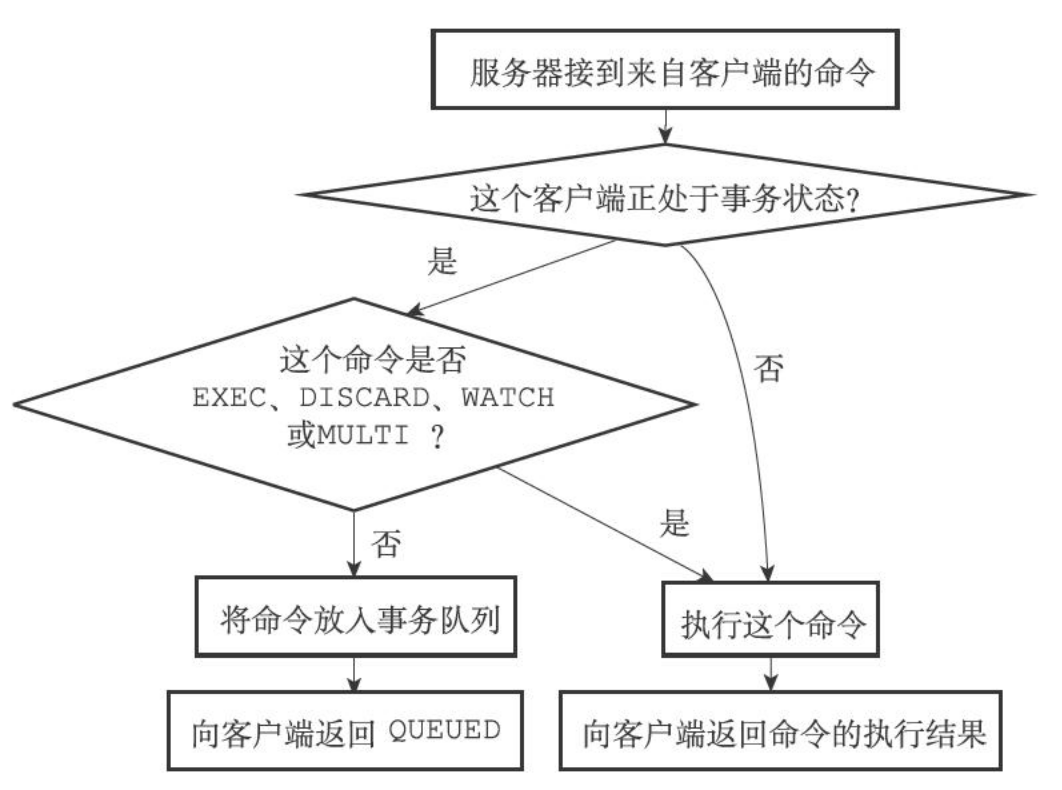 服务器接到来自客户端的命令
这个客户端正处于事务状态?
是
这个命令是否
EXEC、DISCARD、WATCH
或MULTI ?
否
是
否
将命令放入事务队列
执行这个命令
向客户端返回 QUEUED
向客户端返回命令的执行结果